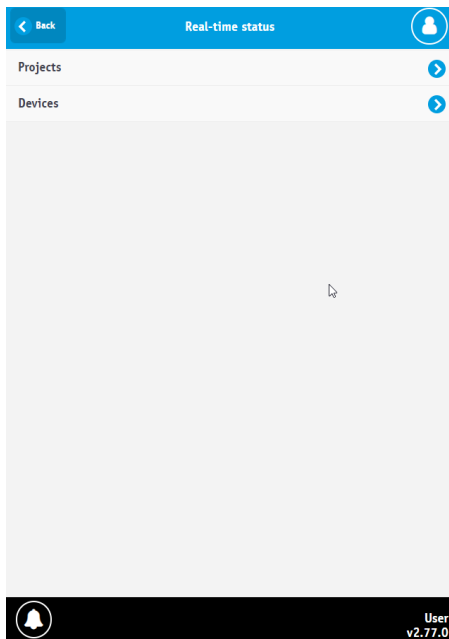 Back
Real-time status
Projects
Devices
User
v2.77.0